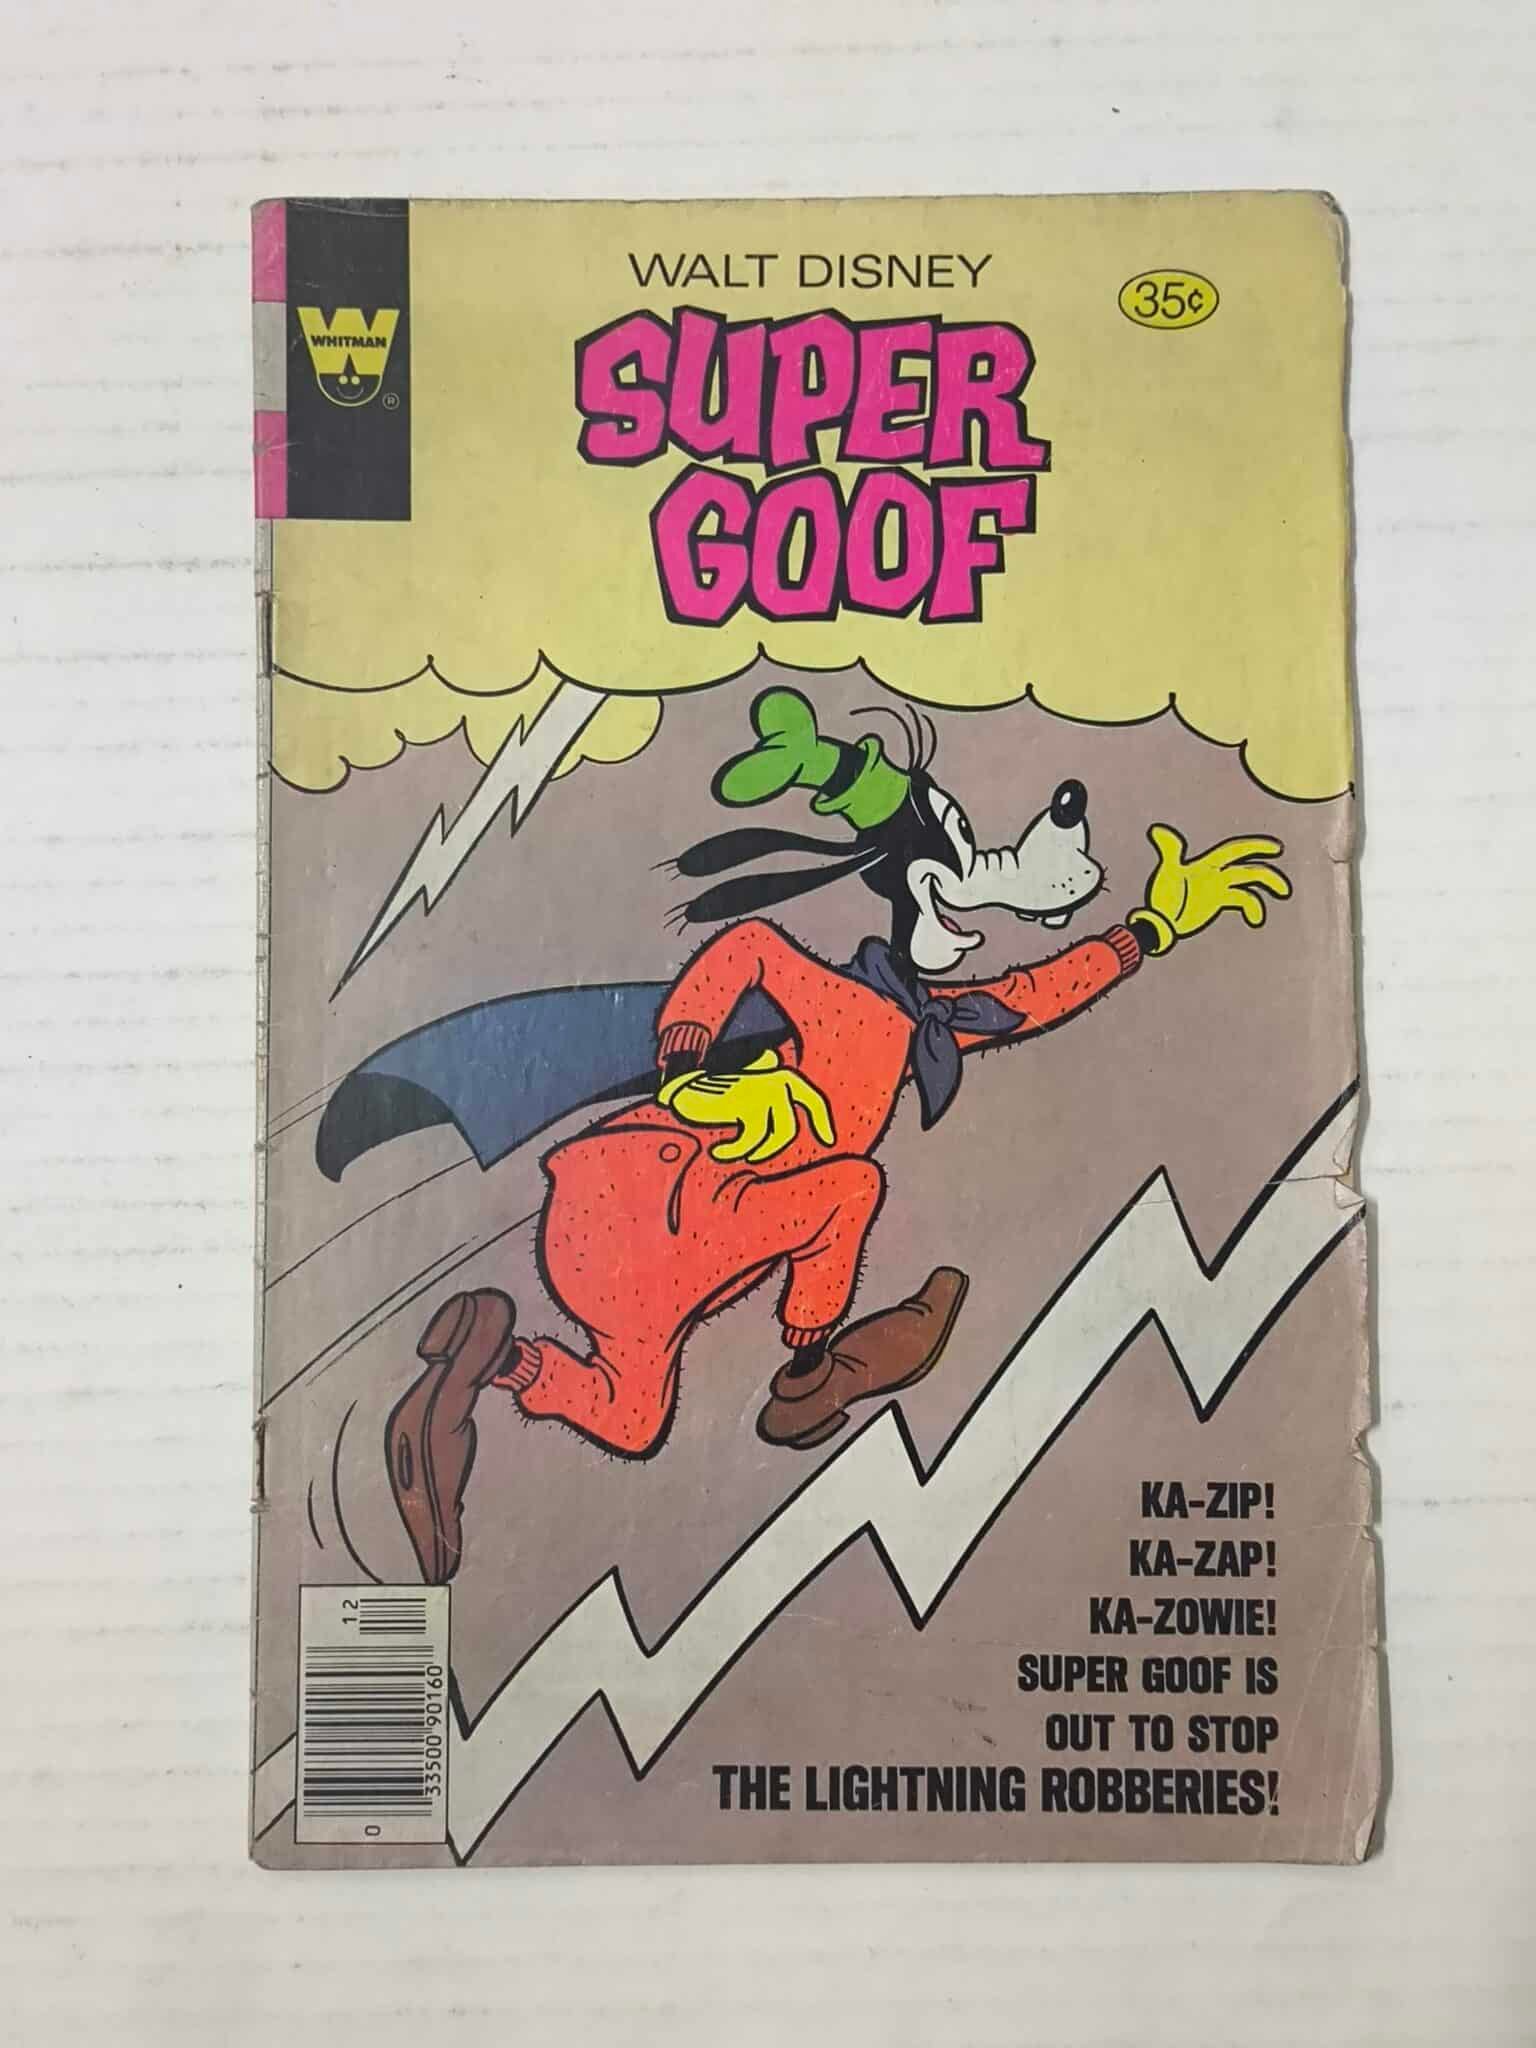 WHITMAN
®
WALT DISNEY
35¢
SUPER
GOOF
KA-ZIP!
KA-ZAP!
KA-ZOWIE!
SUPER GOOF IS
OUT TO STOP
THE LIGHTNING ROBBERIES!
12
33500 90160
0